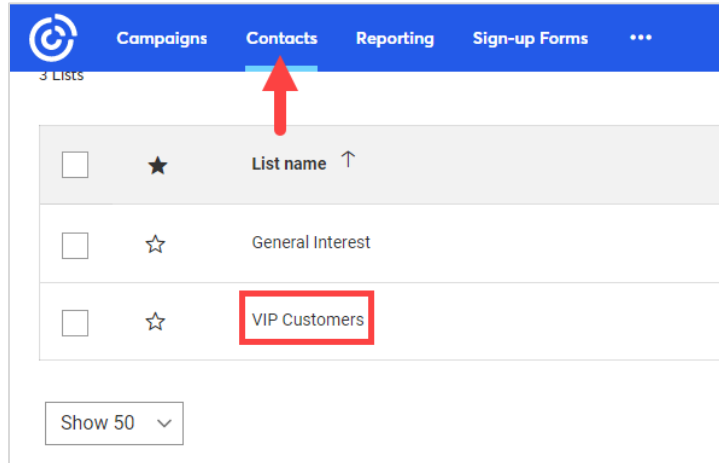 Campaigns Contacts Reporting Sign-up Forms •••
3 Lists
List name ↑
General Interest
VIP Customers
Show 50